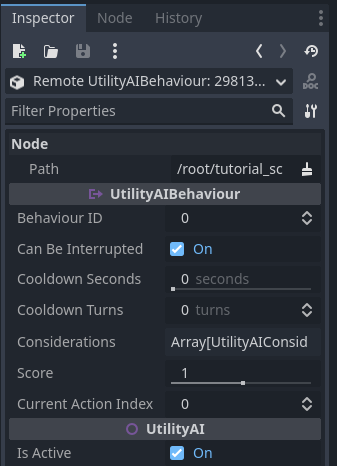 Inspector Node History
Remote UtilityAIBehaviour: 29813...
DOC
Filter Properties
Node
Path /root/tutorial_sc
UtilityAIBehaviour
Behaviour ID 0
Can Be Interrupted On
Cooldown Seconds 0 seconds
Cooldown Turns 0 turns
Considerations Array[UtilityAIConsid
Score 1
Current Action Index 0
UtilityAI
Is Active On